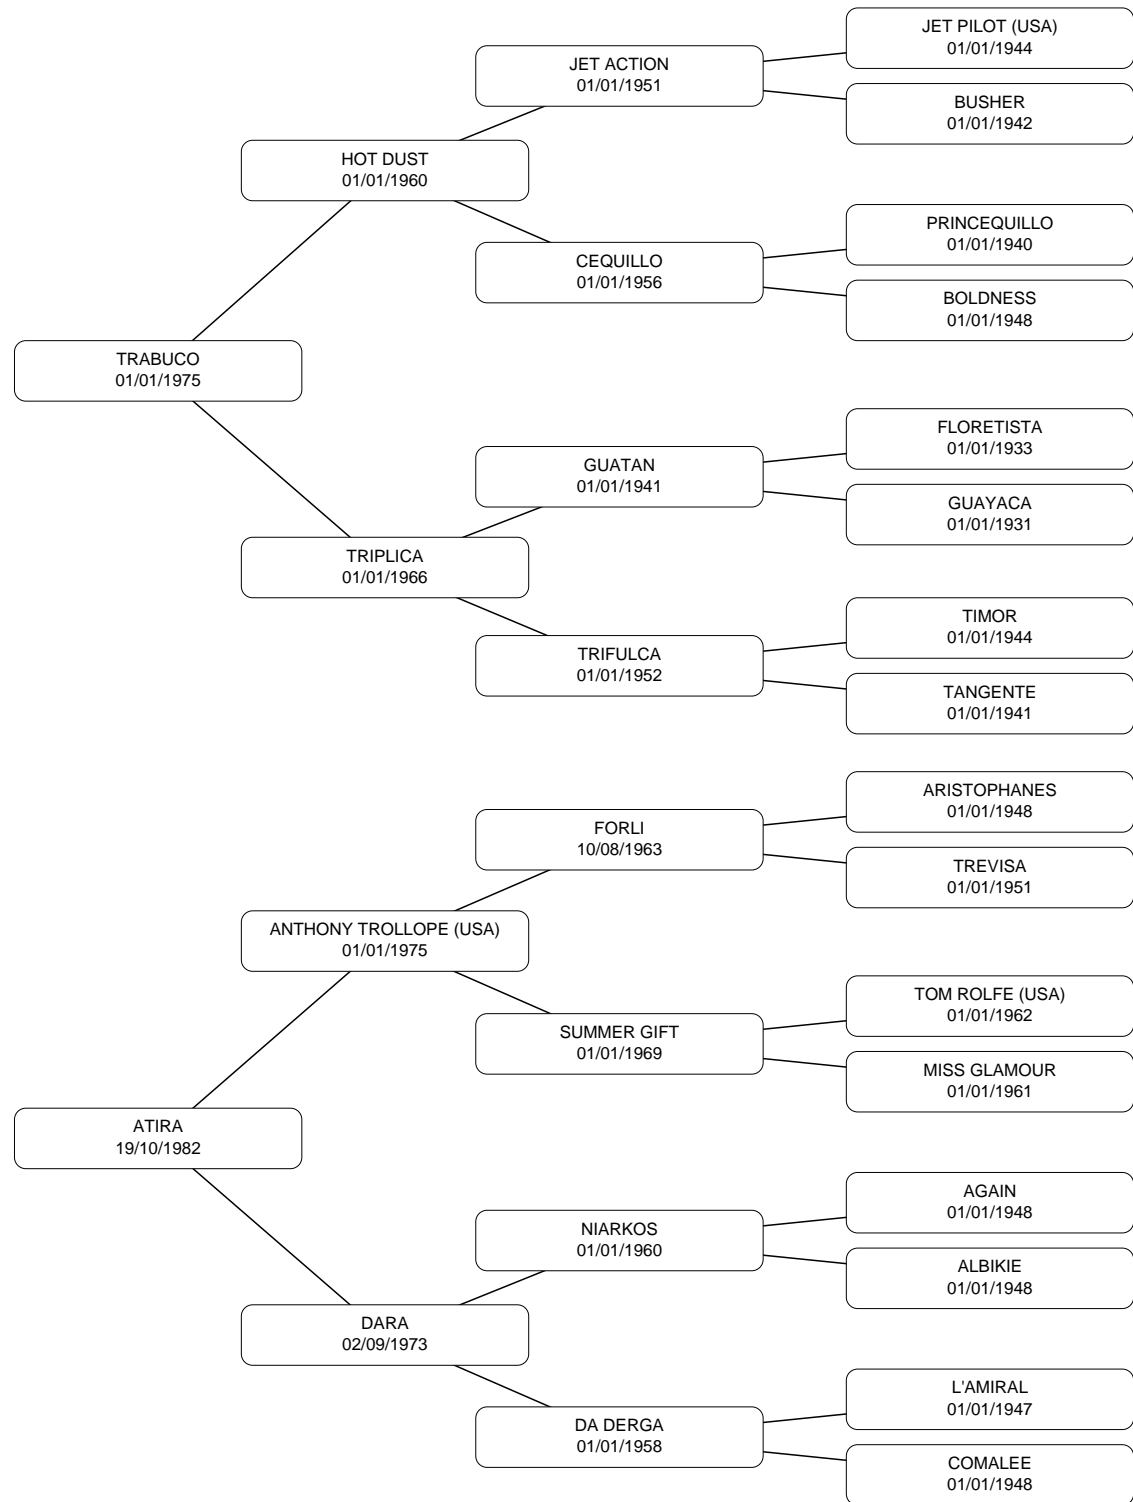 JET PILOT (USA)
01/01/1944
JET ACTION
01/01/1951
BUSHER
01/01/1942
HOT DUST
01/01/1960
PRINCEQUILLO
01/01/1940
CEQUILLO
01/01/1956
BOLDNESS
01/01/1948
TRABUCO
01/01/1975
FLORETISTA
01/01/1933
GUATAN
01/01/1941
GUAYACA
01/01/1931
TRIPLICA
01/01/1966
TIMOR
01/01/1944
TRIFULCA
01/01/1952
TANGENTE
01/01/1941
ARISTOPHANES
01/01/1948
FORLI
10/08/1963
TREVISA
01/01/1951
ANTHONY TROLLOPE (USA)
01/01/1975
TOM ROLFE (USA)
01/01/1962
SUMMER GIFT
01/01/1969
MISS GLAMOUR
01/01/1961
ATIRA
19/10/1982
AGAIN
01/01/1948
NIARKOS
01/01/1960
ALBIKIE
01/01/1948
DARA
02/09/1973
L'AMIRAL
01/01/1947
DA DERGA
01/01/1958
COMALEE
01/01/1948